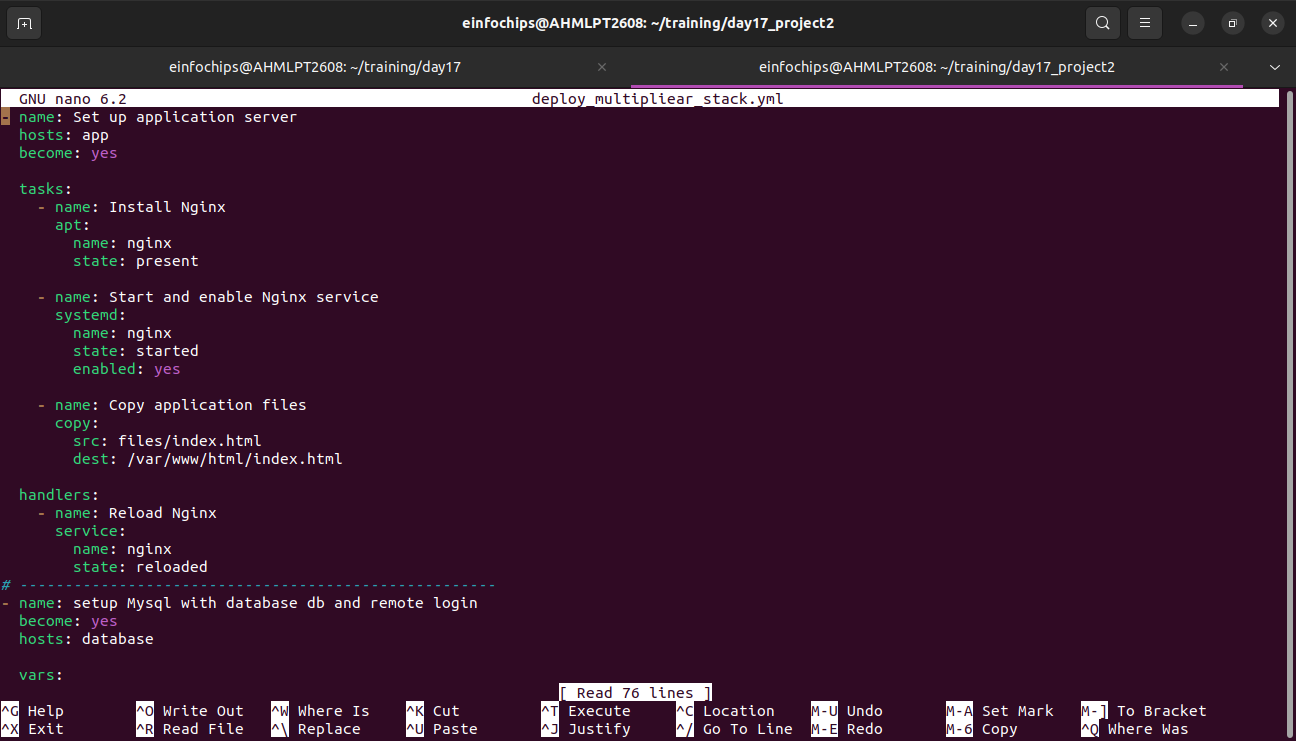 einfochips@AHMLPT2608: ~/training/day17_project2
einfochips@AHMLPT2608: ~/training/day17
einfochips@AHMLPT2608: ~/training/day17_project2
GNU nano 6.2 deploy_multipliear_stack.yml
- name: Set up application server
  hosts: app
  become: yes

  tasks:
    - name: Install Nginx
      apt:
        name: nginx
        state: present

    - name: Start and enable Nginx service
      systemd:
        name: nginx
        state: started
        enabled: yes

    - name: Copy application files
      copy:
        src: files/index.html
        dest: /var/www/html/index.html

  handlers:
    - name: Reload Nginx
      service:
        name: nginx
        state: reloaded
# -----------------------------------------------------
- name: setup Mysql with database db and remote login
  become: yes
  hosts: database

  vars:
[ Read 76 lines ]
^G Help ^O Write Out ^W Where Is ^K Cut ^T Execute ^C Location M-U Undo M-A Set Mark M-] To Bracket
^X Exit ^R Read File ^\ Replace ^U Paste ^J Justify ^/ Go To Line M-E Redo M-6 Copy ^Q Where Was